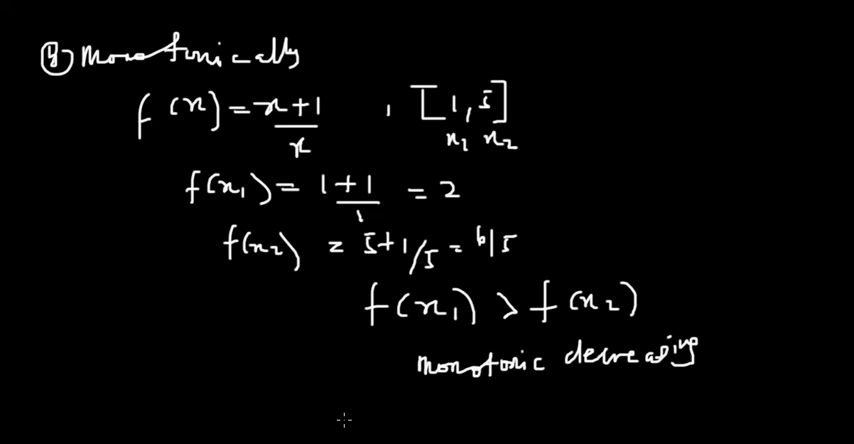 4) Monotonically
f(x) = x+1/x , [1,5]
x1 x2
f(x1) = 1+1/1 = 2
f(x2) = 5+1/5 = 6/5
f(x1) > f(x2)
monotonic decreasing